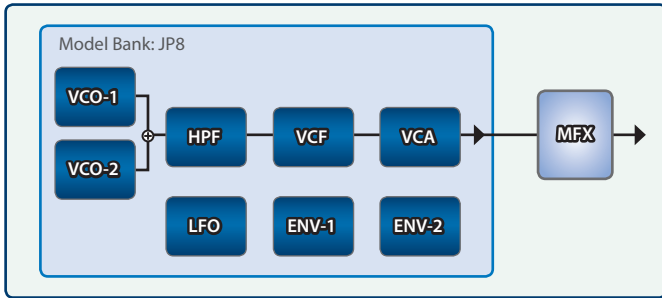 Model Bank: JP8
VCO-1
VCO-2
HPF
VCF
VCA
MFX
LFO
ENV-1
ENV-2